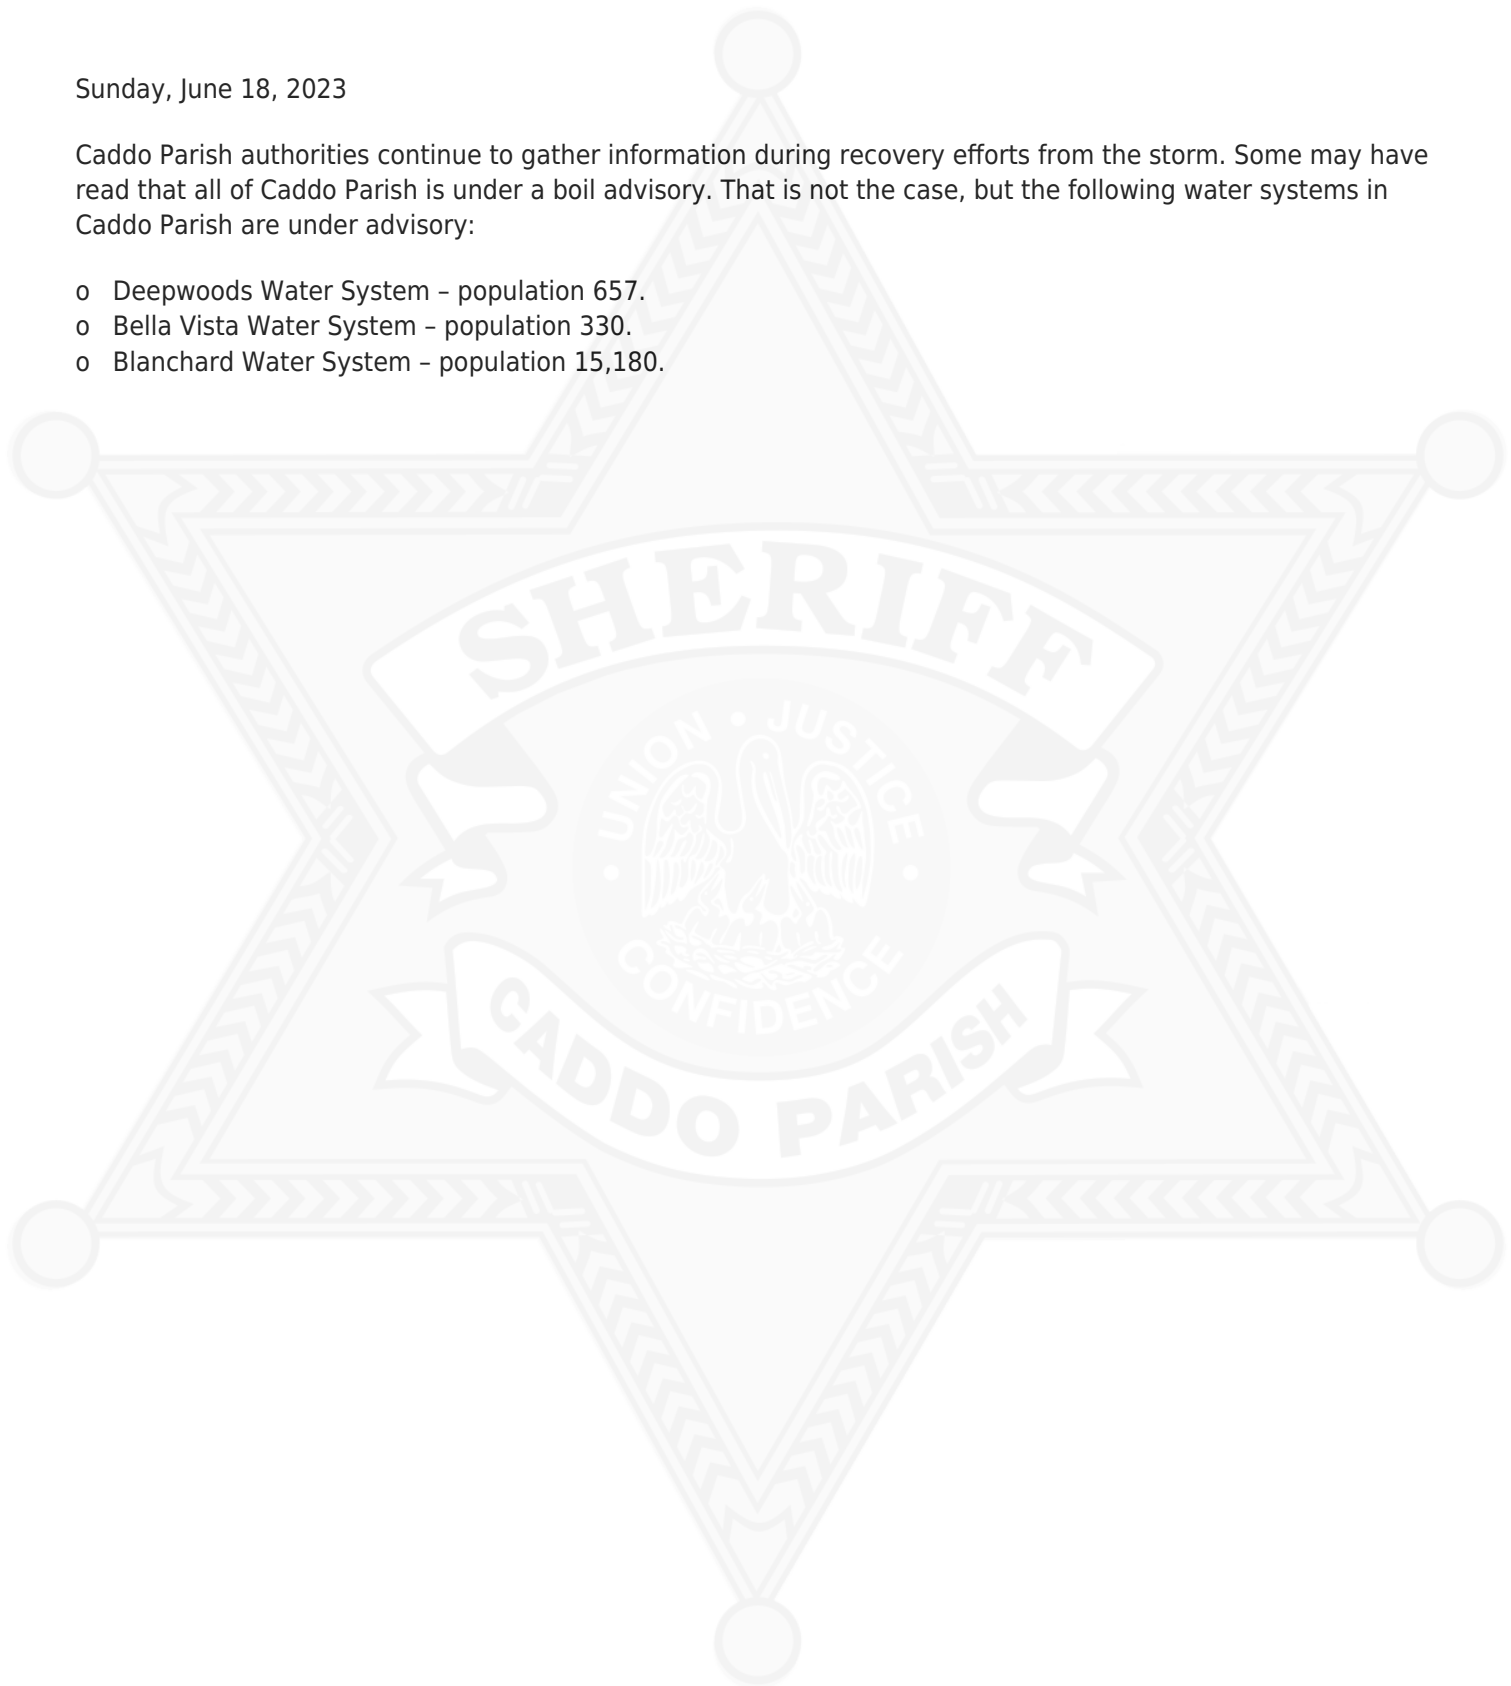 Sunday, June 18, 2023
Caddo Parish authorities continue to gather information during recovery efforts from the storm. Some may have
read that all of Caddo Parish is under a boil advisory. That is not the case, but the following water systems in
Caddo Parish are under advisory:
o Deepwoods Water System – population 657.
o Bella Vista Water System – population 330.
o Blanchard Water System – population 15,180.
SHERIFF
UNION • JUSTICE
• CONFIDENCE •
CADDO PARISH